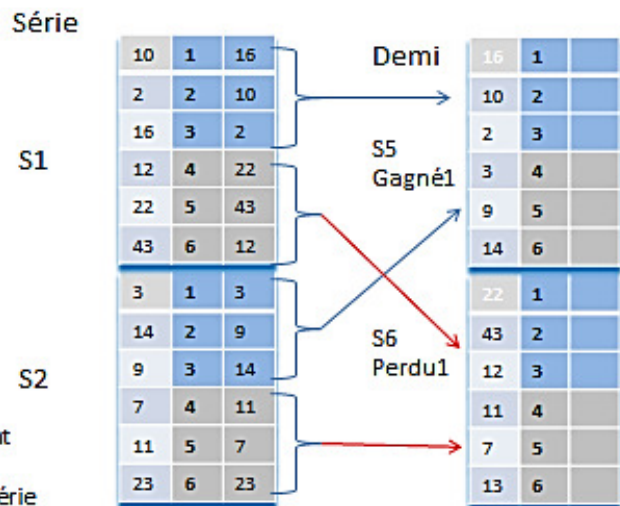 Série
S1
10 1 16
2 2 10
16 3 2
12 4 22
22 5 43
43 6 12
S2
3 1 3
14 2 9
9 3 14
7 4 11
11 5 7
23 6 23
nt
érie
Demi
S5
Gagné1
16 1
10 2
2 3
3 4
9 5
14 6
S6
Perdu1
22 1
43 2
12 3
11 4
7 5
13 6